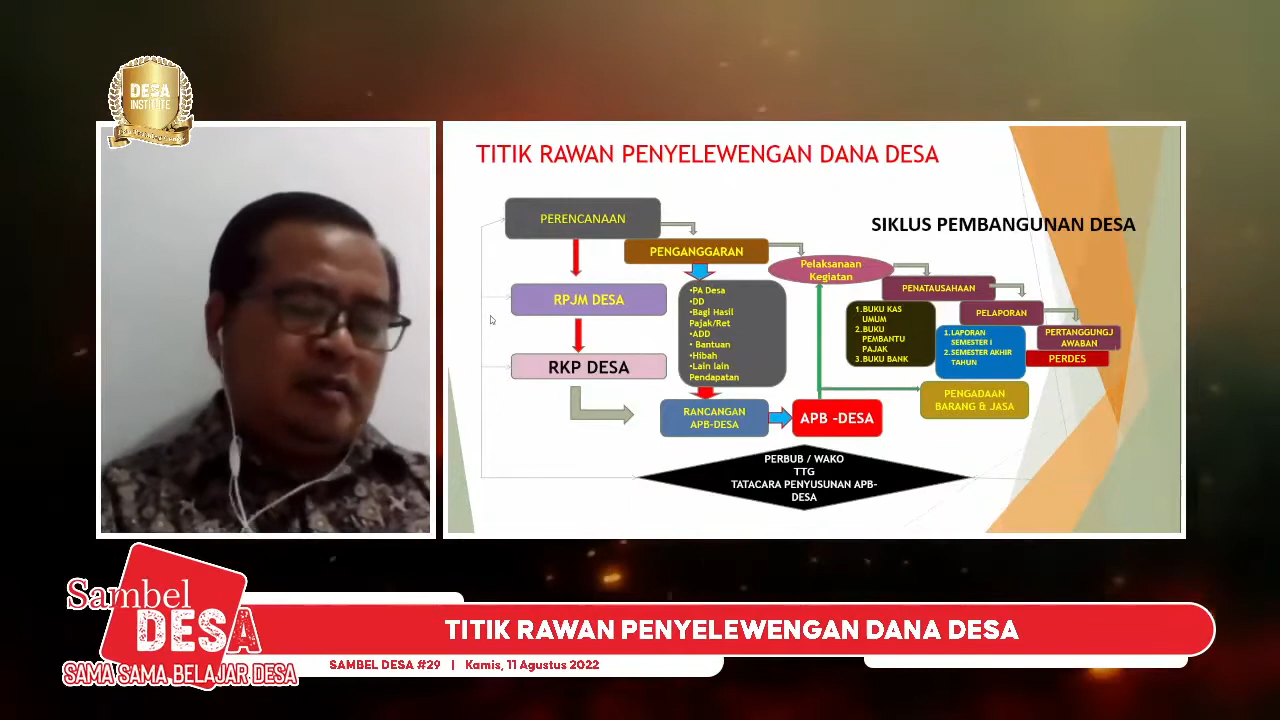 DESA
INSTITUTE
TITIK RAWAN PENYELEWENGAN DANA DESA
SIKLUS PEMBANGUNAN DESA
PERENCANAAN
PENGANGGARAN
Pelaksanaan
Kegiatan
PENATAUSAHAAN
PELAPORAN
PERTANGGUNGJ
AWABAN
PERDES
RPJM DESA
RKP DESA
•PA Desa
•DD
•Bagi Hasil
Pajak/Ret
•ADD
• Bantuan
•Hibah
•Lain lain
Pendapatan
1.BUKU KAS
UMUM
2.BUKU
PEMBANTU
PAJAK
3.BUKU BANK
1.LAPORAN
SEMESTER I
2.SEMESTER AKHIR
TAHUN
PENGADAAN
BARANG & JASA
RANCANGAN
APB-DESA
APB -DESA
PERBUB / WAKO
TTG
TATACARA PENYUSUNAN APB-
DESA
Sambel
DESA
SAMA SAMA BELAJAR DESA
TITIK RAWAN PENYELEWENGAN DANA DESA
SAMBEL DESA #29 | Kamis, 11 Agustus 2022